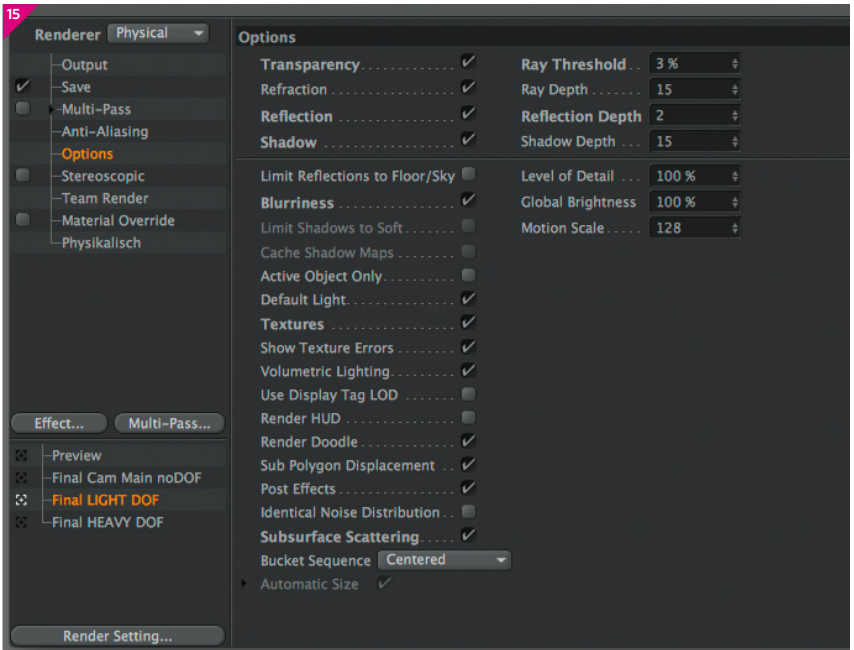 15
Renderer Physical
Output
Save
Multi-Pass
Anti-Aliasing
Options
Stereoscopic
Team Render
Material Override
Physikalisch
Effect... Multi-Pass...
Preview
Final Cam Main noDOF
Final LIGHT DOF
Final HEAVY DOF
Render Setting...
Options
Transparency............. Ray Threshold.. 3 %
Refraction............... Ray Depth....... 15
Reflection............... Reflection Depth 2
Shadow................ Shadow Depth... 15
Limit Reflections to Floor/Sky Level of Detail... 100 %
Blurriness............... Global Brightness 100 %
Limit Shadows to Soft....... Motion Scale..... 128
Cache Shadow Maps........
Active Object Only..........
Default Light..............
Textures................
Show Texture Errors........
Volumetric Lighting.........
Use Display Tag LOD.......
Render HUD..............
Render Doodle............
Sub Polygon Displacement..
Post Effects...............
Identical Noise Distribution..
Subsurface Scattering.....
Bucket Sequence Centered
Automatic Size